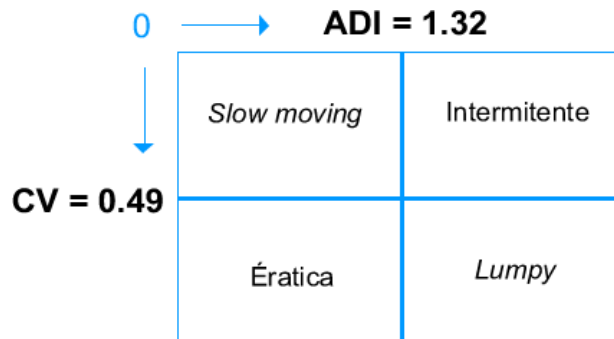 0 ADI = 1.32
Slow moving Intermitente
CV = 0.49
Ératica Lumpy